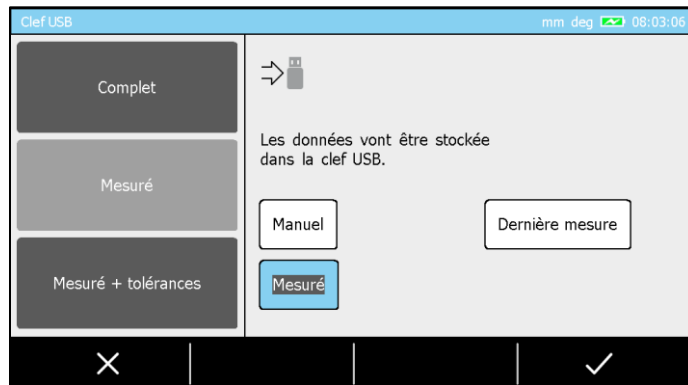 Clef USB
mm deg 08:03:06
Complet
Mesuré
Mesuré + tolérances
Les données vont être stockée
dans la clef USB.
Manuel
Dernière mesure
Mesuré